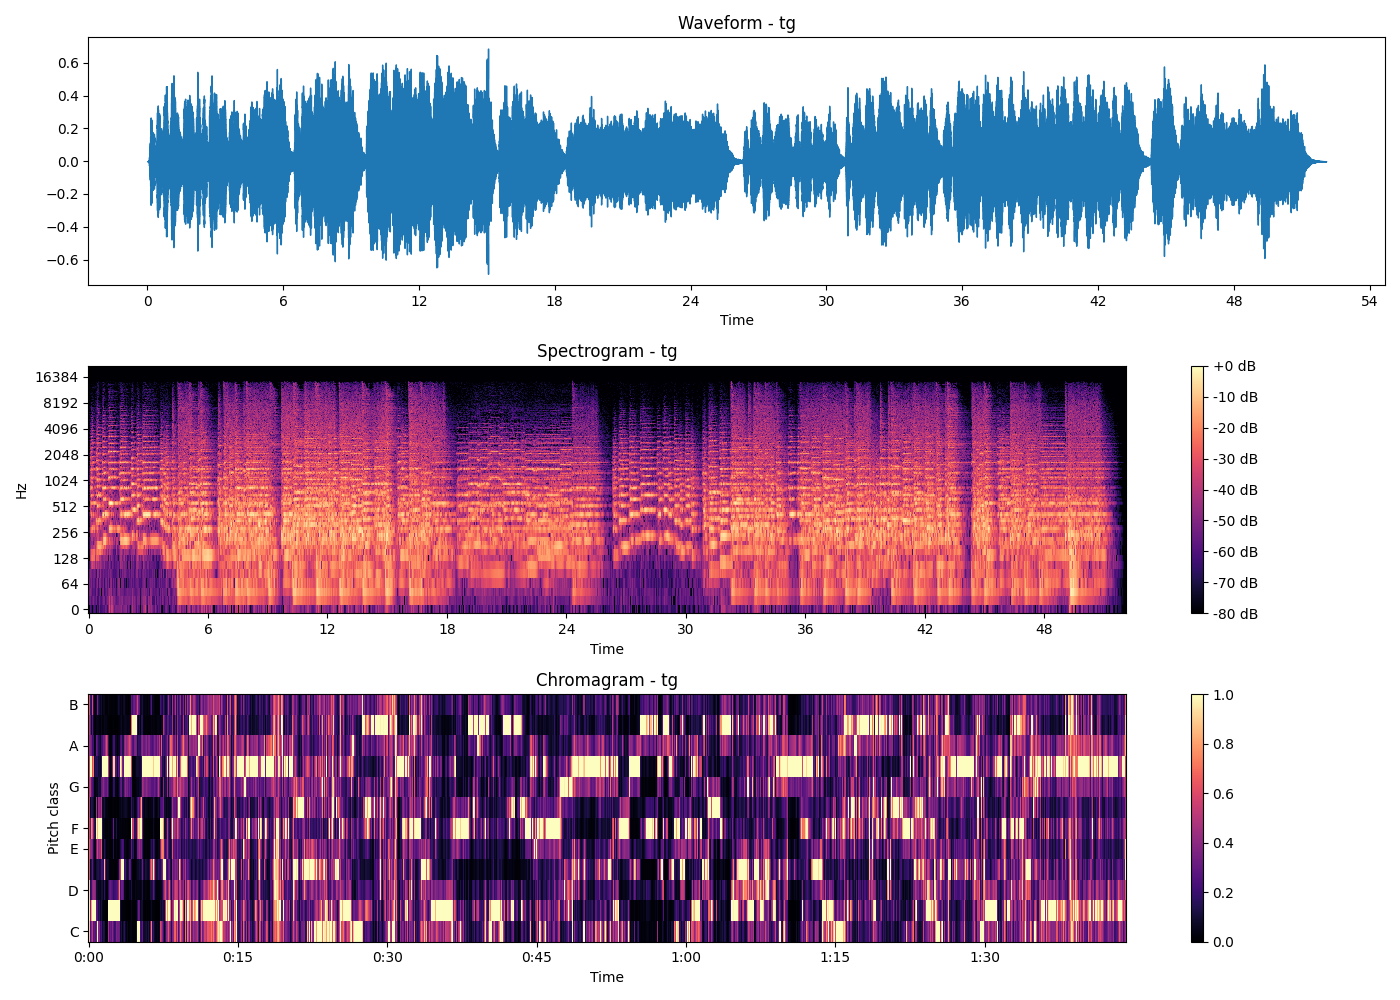 Waveform - tg
0.6
0.4
0.2
0.0
−0.2
−0.4
−0.6
0 6 12 18 24 30 36 42 48 54
Time
Spectrogram - tg
Hz
16384
8192
4096
2048
1024
512
256
128
64
0
0 6 12 18 24 30 36 42 48
Time
+0 dB
-10 dB
-20 dB
-30 dB
-40 dB
-50 dB
-60 dB
-70 dB
-80 dB
Chromagram - tg
Pitch class
B
A
G
F
E
D
C
0:00 0:15 0:30 0:45 1:00 1:15 1:30
Time
1.0
0.8
0.6
0.4
0.2
0.0